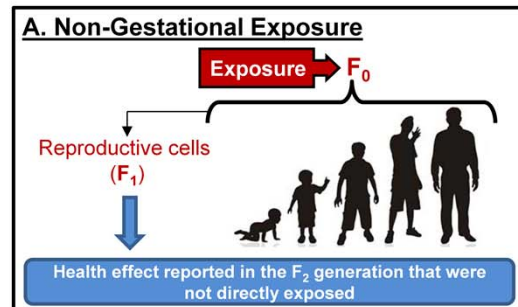 A. Non-Gestational Exposure
Exposure F₀
Reproductive cells
(F₁)
Health effect reported in the F₂ generation that were
not directly exposed